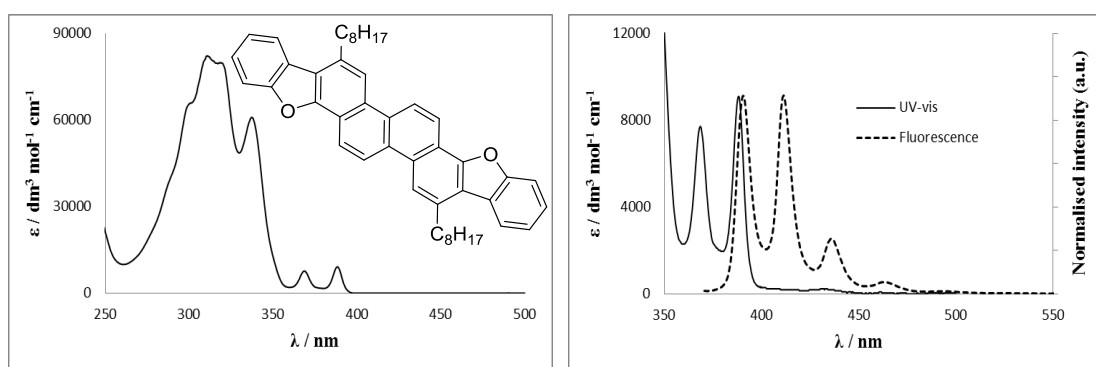 90000
60000
30000
0
250
300
350
400
450
500
ε / dm³ mol⁻¹ cm⁻¹
λ / nm
C₈H₁₇
O
O
C₈H₁₇
12000
8000
4000
0
350
400
450
500
550
ε / dm³ mol⁻¹ cm⁻¹
λ / nm
UV-vis
Fluorescence
Normalised intensity (a.u.)